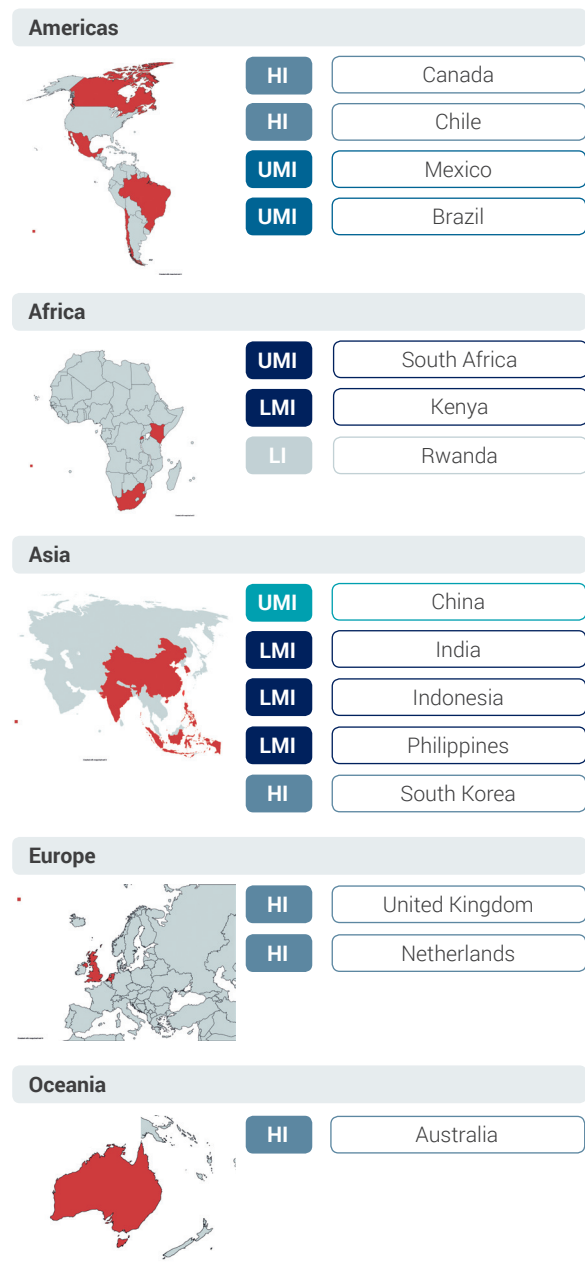 Americas
HI Canada
HI Chile
UMI Mexico
UMI Brazil
Africa
UMI South Africa
LMI Kenya
LI Rwanda
Asia
UMI China
LMI India
LMI Indonesia
LMI Philippines
HI South Korea
Europe
HI United Kingdom
HI Netherlands
Oceania
HI Australia